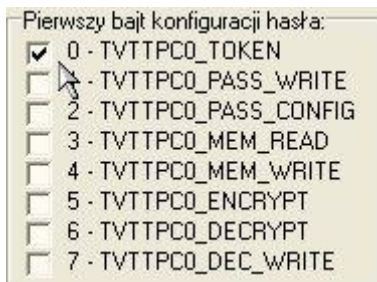 Pierwszy bajt konfiguracji hasła:
0 - TVTTPC0_TOKEN
1 - TVTTPC0_PASS_WRITE
2 - TVTTPC0_PASS_CONFIG
3 - TVTTPC0_MEM_READ
4 - TVTTPC0_MEM_WRITE
5 - TVTTPC0_ENCRYPT
6 - TVTTPC0_DECRYPT
7 - TVTTPC0_DEC_WRITE